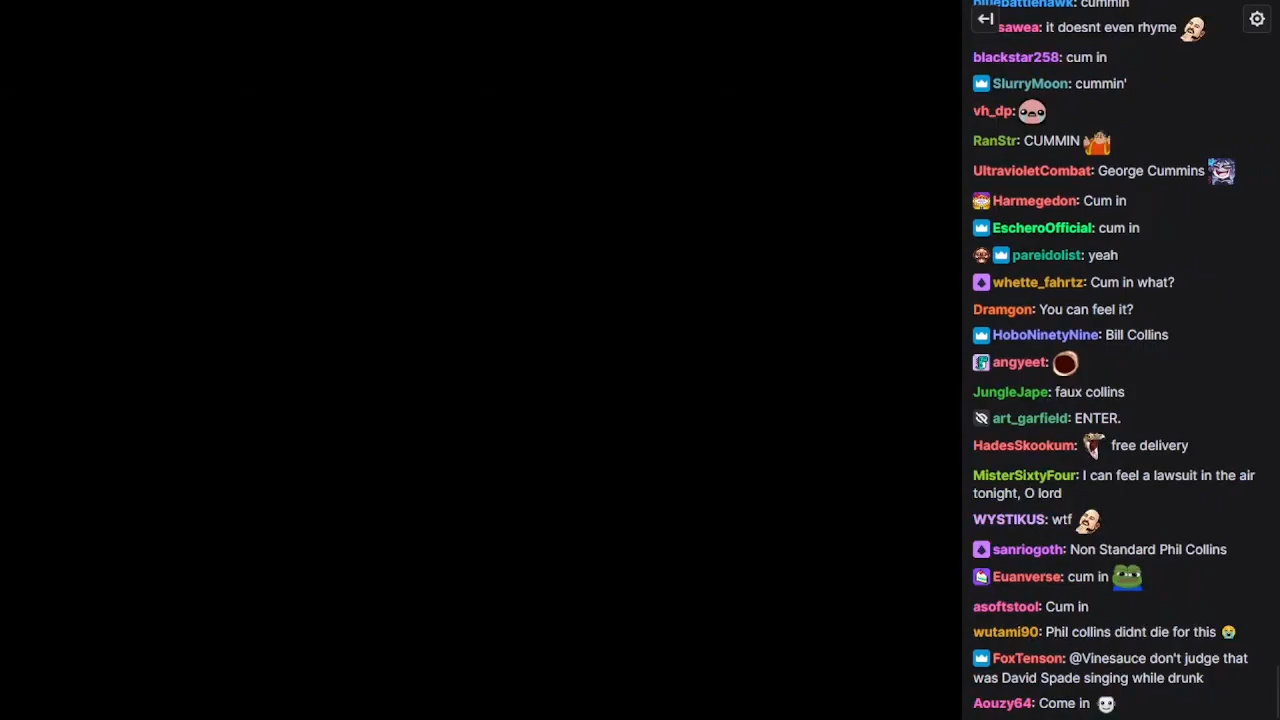 bluebattlehawk: cummin
sawea: it doesnt even rhyme
blackstar258: cum in
SlurryMoon: cummin'
vh_dp:
RanStr: CUMMIN
UltravioletCombat: George Cummins
Harmegedon: Cum in
EscheroOfficial: cum in
pareidolist: yeah
whette_fahrtz: Cum in what?
Dramgon: You can feel it?
HoboNinetyNine: Bill Collins
angyeet:
JungleJape: faux collins
art_garfield: ENTER.
HadesSkookum: free delivery
MisterSixtyFour: I can feel a lawsuit in the air
tonight, O lord
WYSTIKUS: wtf
sanriogoth: Non Standard Phil Collins
Euanverse: cum in
asoftstool: Cum in
wutami90: Phil collins didnt die for this 😭
FoxTenson: @Vinesauce don't judge that
was David Spade singing while drunk
Aouzy64: Come in